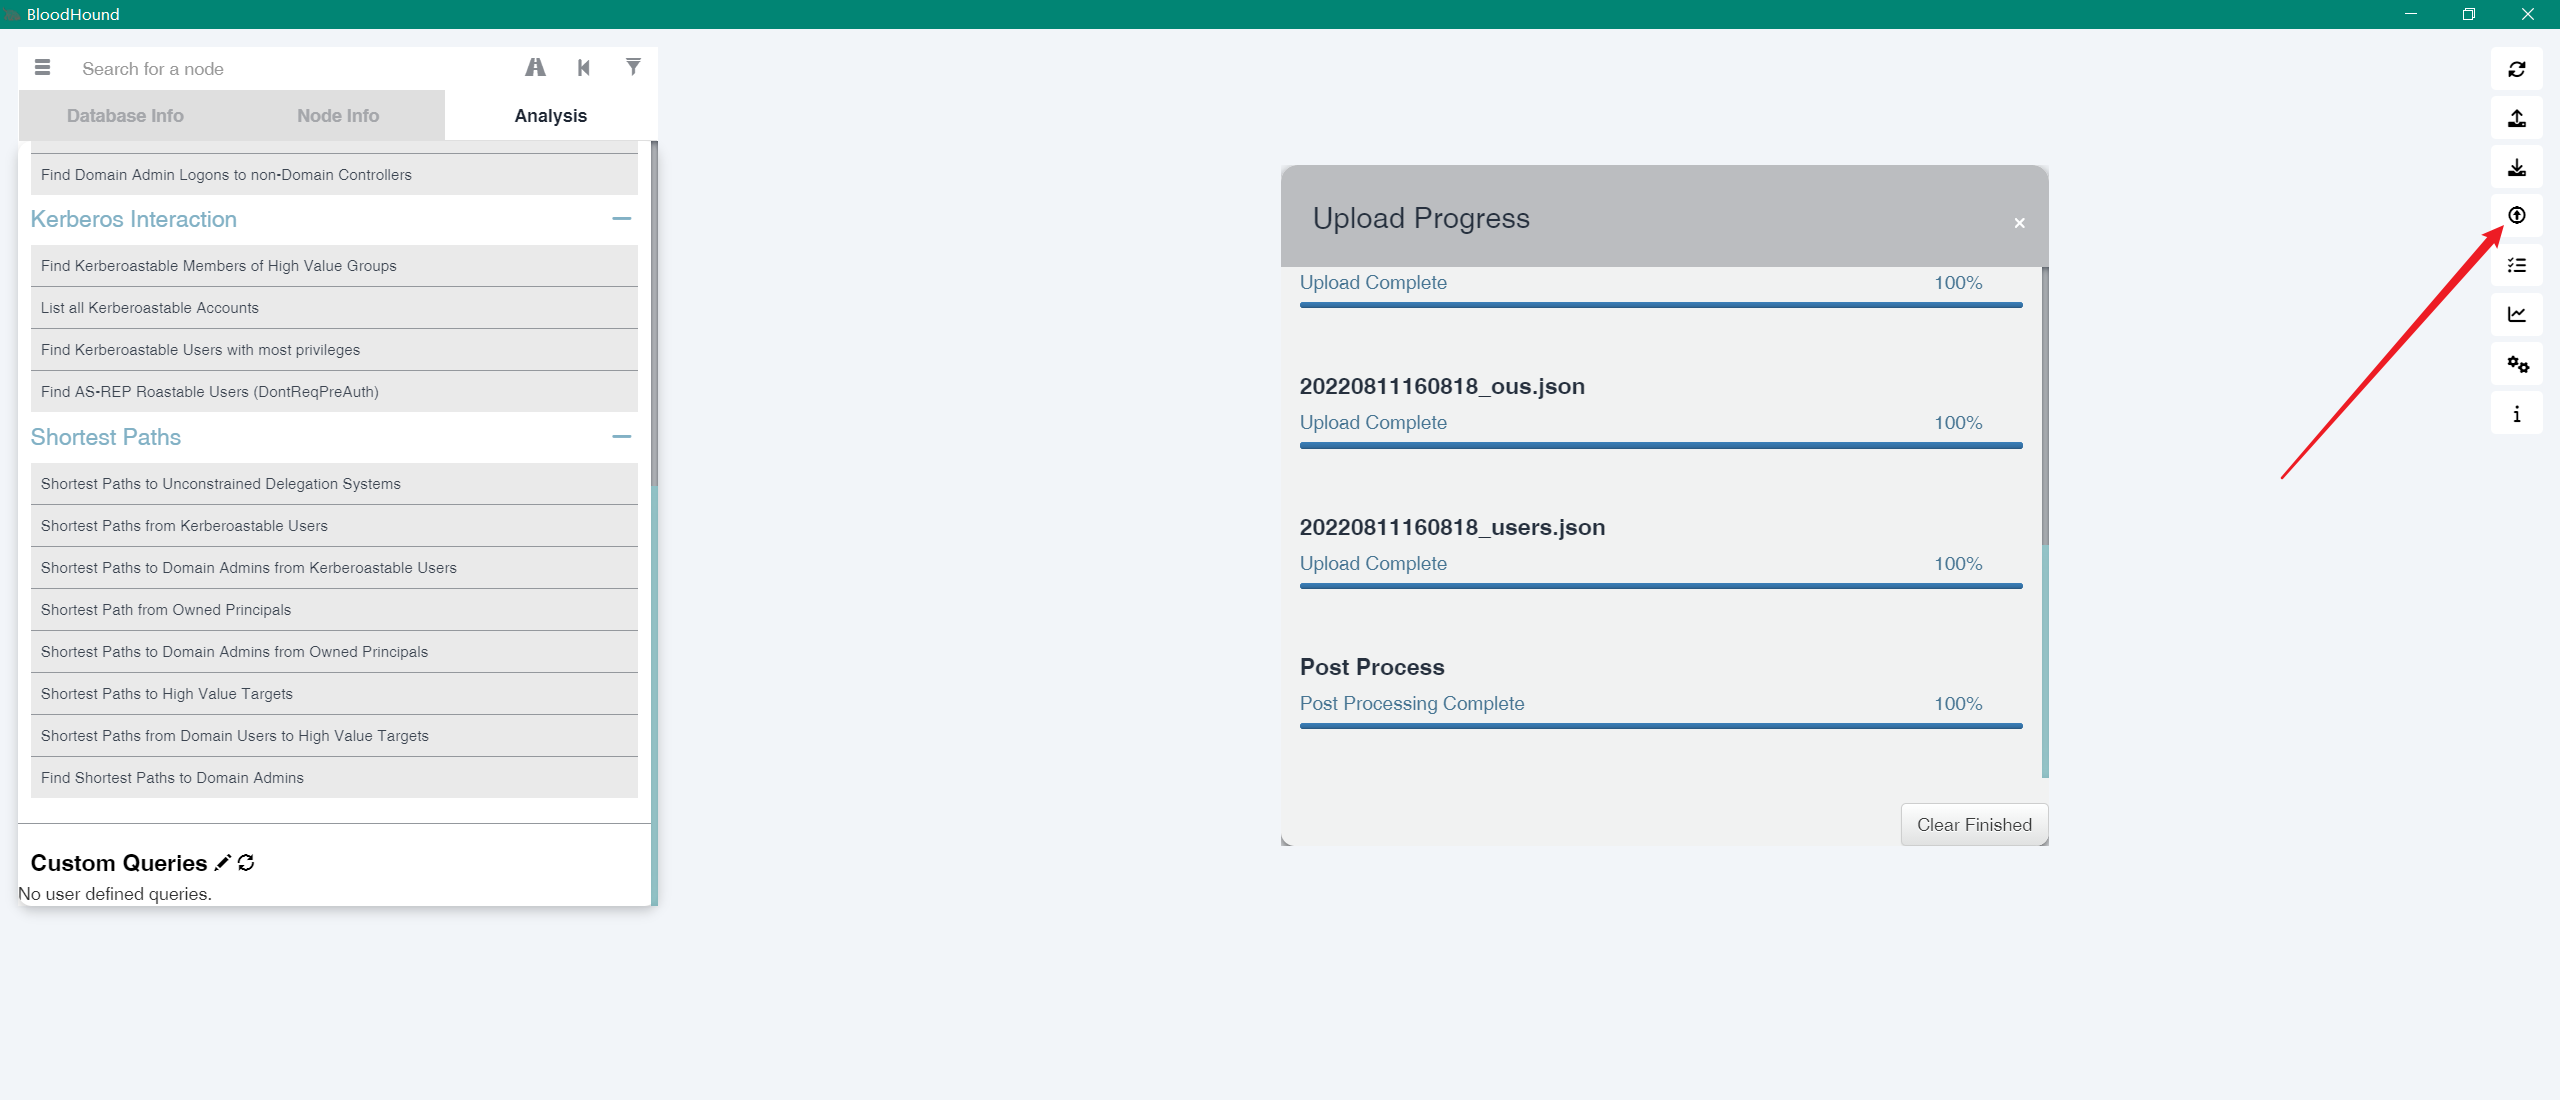 BloodHound
Search for a node
Database Info
Node Info
Analysis
Find Domain Admin Logons to non-Domain Controllers
Kerberos Interaction
Find Kerberoastable Members of High Value Groups
List all Kerberoastable Accounts
Find Kerberoastable Users with most privileges
Find AS-REP Roastable Users (DontReqPreAuth)
Shortest Paths
Shortest Paths to Unconstrained Delegation Systems
Shortest Paths from Kerberoastable Users
Shortest Paths to Domain Admins from Kerberoastable Users
Shortest Path from Owned Principals
Shortest Paths to Domain Admins from Owned Principals
Shortest Paths to High Value Targets
Shortest Paths from Domain Users to High Value Targets
Find Shortest Paths to Domain Admins
Custom Queries
No user defined queries.
Upload Progress
Upload Complete 100%
20220811160818_ous.json
Upload Complete 100%
20220811160818_users.json
Upload Complete 100%
Post Process
Post Processing Complete 100%
Clear Finished